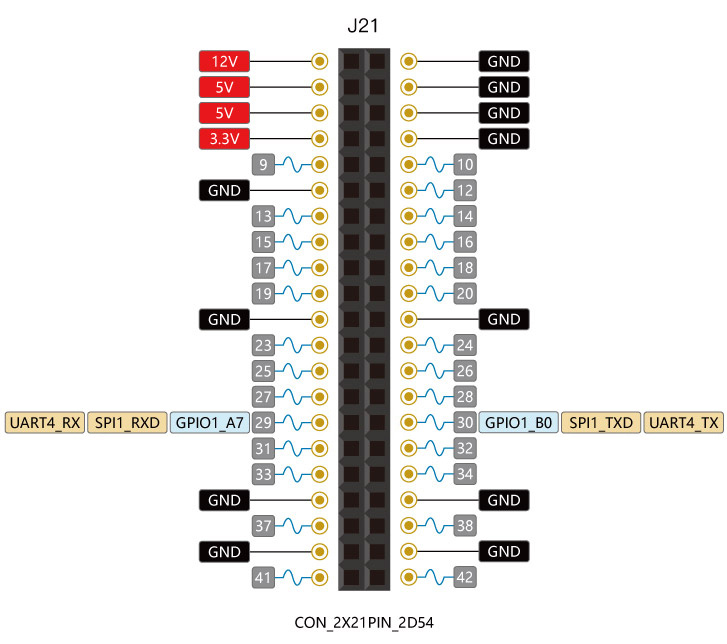 J21
12V GND
5V GND
5V GND
3.3V GND
9 10
GND 12
13 14
15 16
17 18
19 20
GND GND
23 24
25 26
27 28
UART4_RX SPI1_RXD GPIO1_A7 29 30 GPIO1_B0 SPI1_TXD UART4_TX
31 32
33 34
GND GND
37 38
GND GND
41 42
CON_2X21PIN_2D54